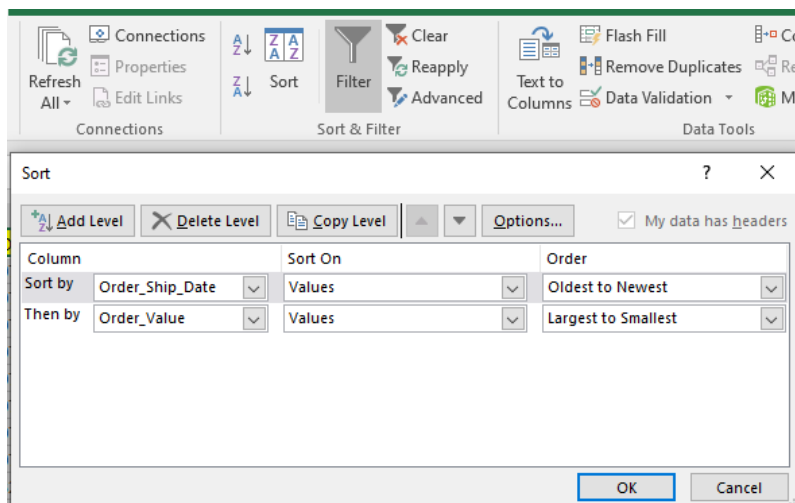 Connections
Properties
Edit Links
Refresh
All
Connections
A
Z
Z
A
Z A
A Z
Sort
Filter
Clear
Reapply
Advanced
Sort & Filter
Text to
Columns
Flash Fill
Remove Duplicates
Data Validation
Data Tools
Sort
?
Add Level
Delete Level
Copy Level
Options...
My data has headers
Column Sort On Order
Sort by Order_Ship_Date Values Oldest to Newest
Then by Order_Value Values Largest to Smallest
OK Cancel